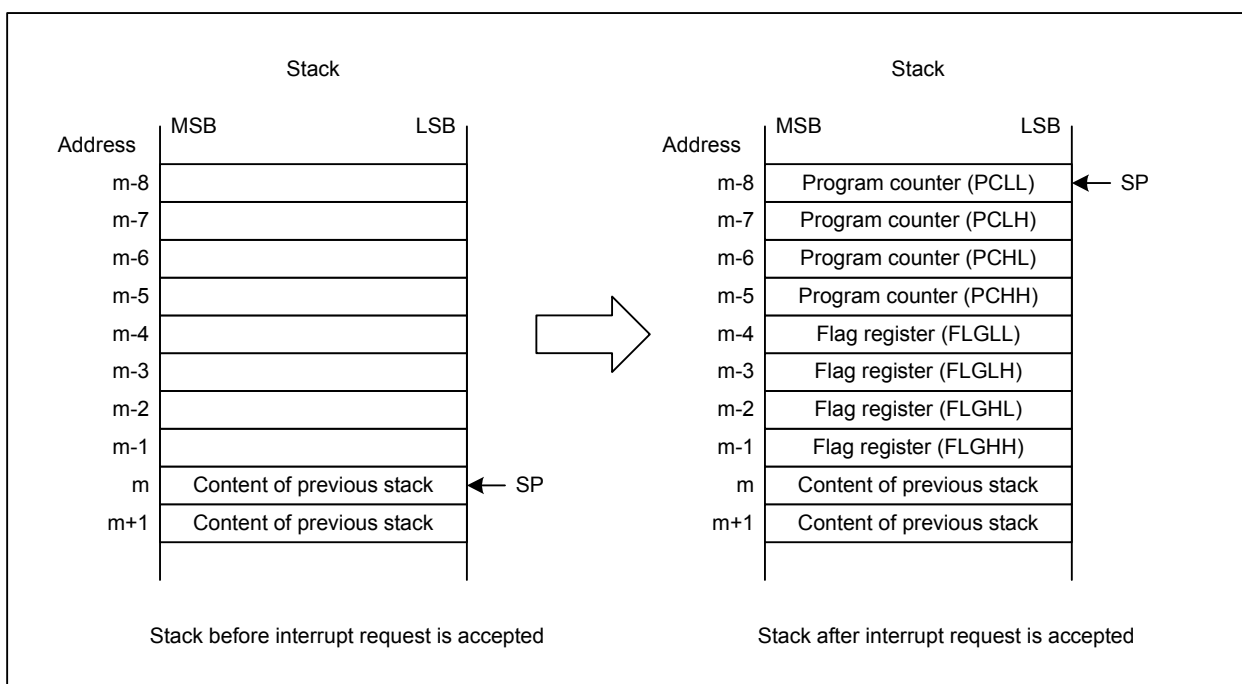 Stack
MSB LSB
Address
m-8
m-7
m-6
m-5
m-4
m-3
m-2
m-1
m Content of previous stack SP
m+1 Content of previous stack
Stack before interrupt request is accepted
Stack
MSB LSB
Address
m-8 Program counter (PCLL) SP
m-7 Program counter (PCLH)
m-6 Program counter (PCHL)
m-5 Program counter (PCHH)
m-4 Flag register (FLGLL)
m-3 Flag register (FLGLH)
m-2 Flag register (FLGHL)
m-1 Flag register (FLGHH)
m Content of previous stack
m+1 Content of previous stack
Stack after interrupt request is accepted